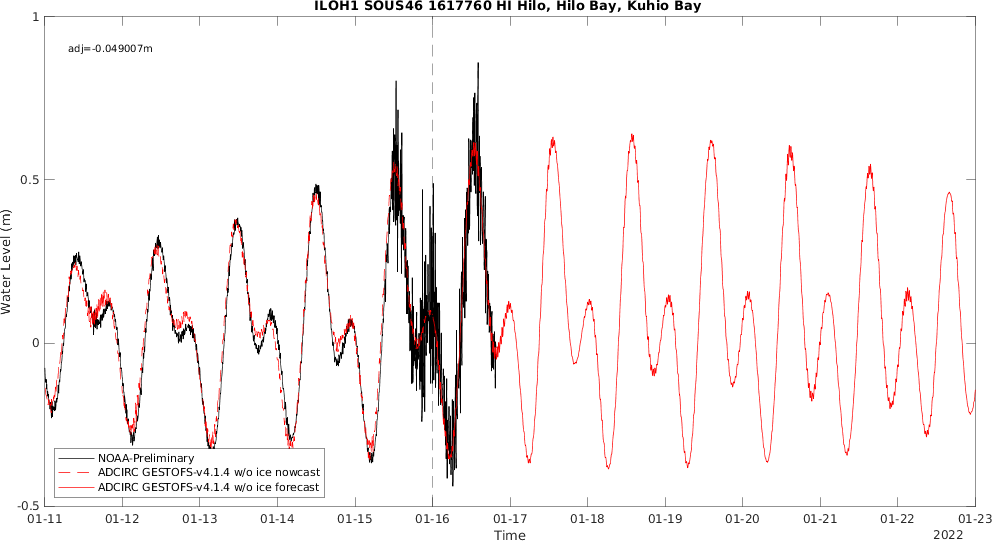 ILOH1 SOUS46 1617760 HI Hilo, Hilo Bay, Kuhio Bay
adj=-0.049007m
1
0.5
0
-0.5
Water Level (m)
NOAA-Preliminary
ADCIRC GESTOFS-v4.1.4 w/o ice nowcast
ADCIRC GESTOFS-v4.1.4 w/o ice forecast
01-11 01-12 01-13 01-14 01-15 01-16 01-17 01-18 01-19 01-20 01-21 01-22 01-23
Time
2022